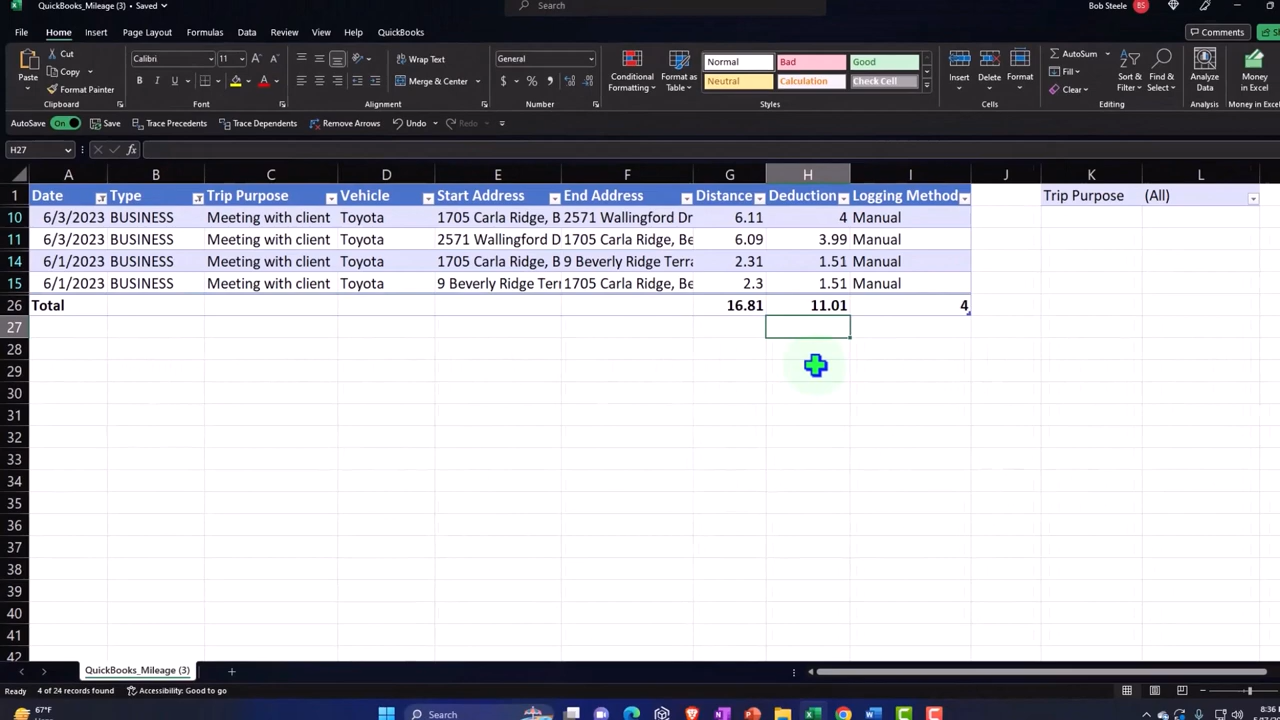 QuickBooks_Mileage (3) • Saved
Search
Bob Steele
BS
File Home Insert Page Layout Formulas Data Review View Help QuickBooks
Comments
Paste
Cut
Copy
Format Painter
Clipboard
Calibri 11
B I U
Font
Wrap Text
Merge & Center
Alignment
General
$ % ,
Number
Conditional Formatting
Format as Table
Normal Bad Good
Neutral Calculation Check Cell
Styles
Insert Delete Format
Cells
AutoSum
Fill
Clear
Sort & Filter
Find & Select
Editing
Analyze Data
Analysis
Money in Excel
Money in Exce
AutoSave On Save Trace Precedents Trace Dependents Remove Arrows Undo Redo
H27 fx
A B C D E F G H I J K L
1 Date Type Trip Purpose Vehicle Start Address End Address Distance Deduction Logging Method Trip Purpose (All)
10 6/3/2023 BUSINESS Meeting with client Toyota 1705 Carla Ridge, B 2571 Wallingford Dr 6.11 4 Manual
11 6/3/2023 BUSINESS Meeting with client Toyota 2571 Wallingford D 1705 Carla Ridge, Be 6.09 3.99 Manual
14 6/1/2023 BUSINESS Meeting with client Toyota 1705 Carla Ridge, B 9 Beverly Ridge Terra 2.31 1.51 Manual
15 6/1/2023 BUSINESS Meeting with client Toyota 9 Beverly Ridge Terr 1705 Carla Ridge, Be 2.3 1.51 Manual
26 Total 16.81 11.01 4
27
28
29
30
31
32
33
34
35
36
37
38
39
40
41
42
QuickBooks_Mileage (3)
Ready 4 of 24 records found Accessibility: Good to go
67°F
Search
8:36